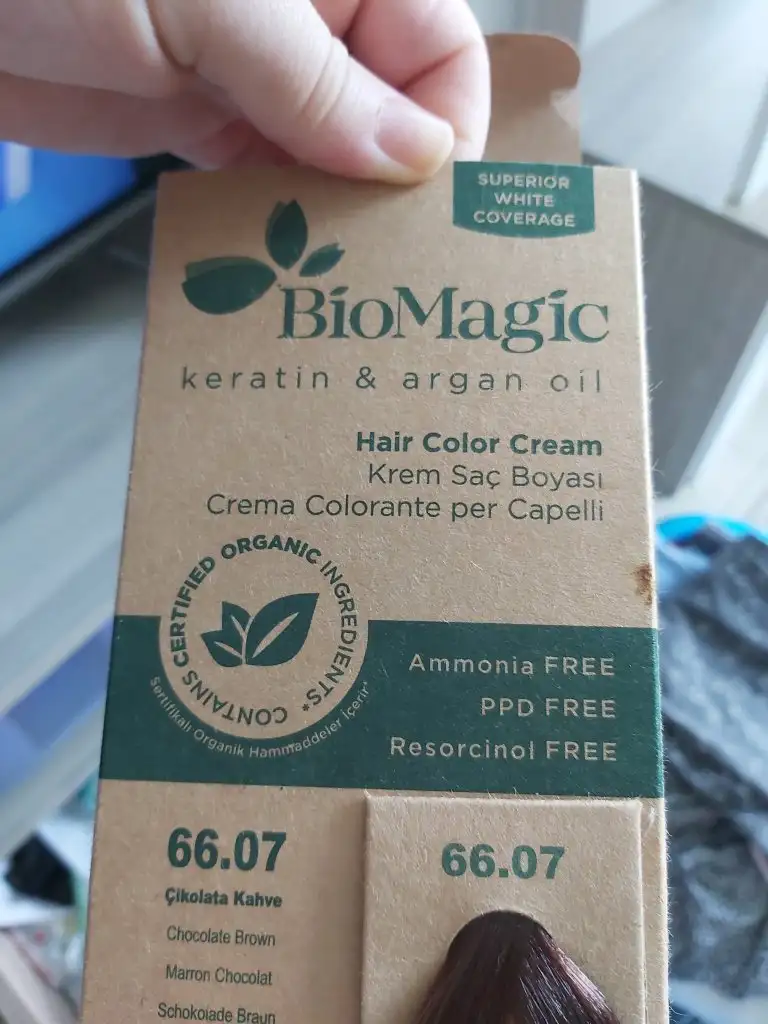 SUPERIOR
WHITE
COVERAGE
BioMagic
keratin & argan oil
Hair Color Cream
Krem Saç Boyası
Crema Colorante per Capelli
CONTAINS CERTIFIED ORGANIC INGREDIENTS*
Sertifikalı Organik Hammaddeler İçerir*
Ammonia FREE
PPD FREE
Resorcinol FREE
66.07
Çikolata Kahve
Chocolate Brown
Marron Chocolat
Schokolade Braun
66.07